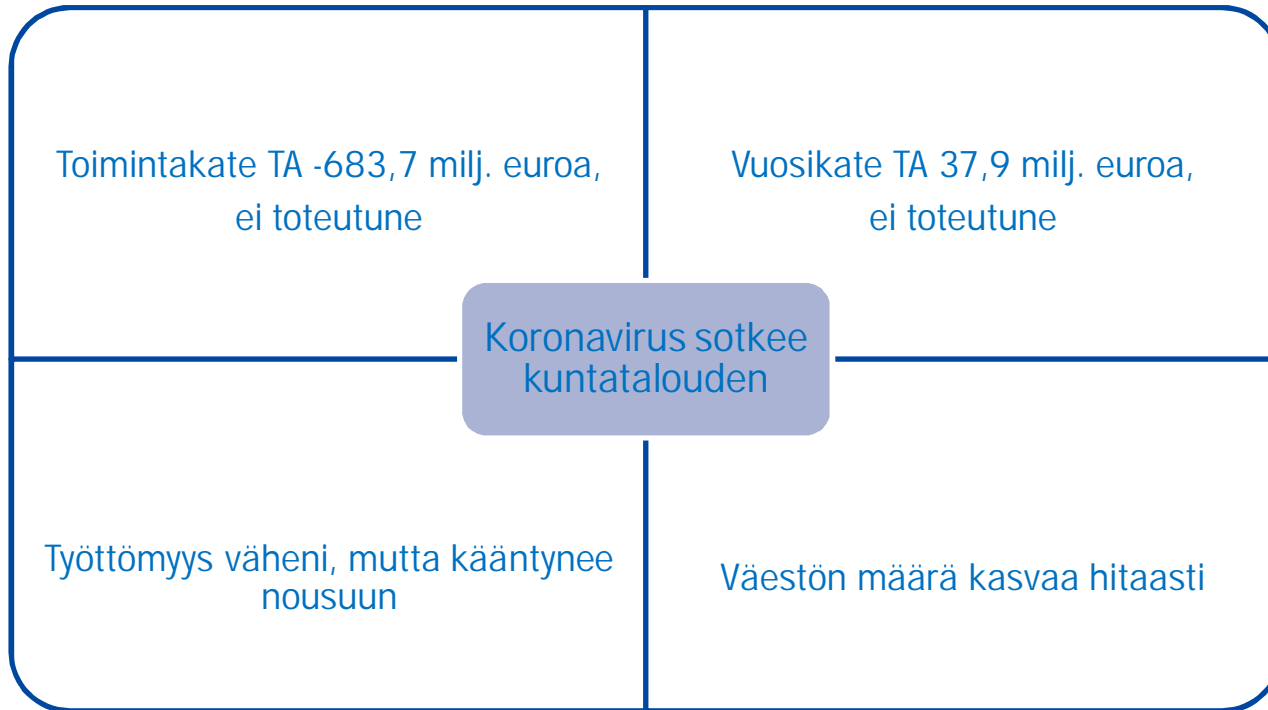 Toimintakate TA -683,7 milj. euroa,
ei toteutune
Vuosikate TA 37,9 milj. euroa,
ei toteutune
Koronavirus sotkee
kuntatalouden
Työttömyys väheni, mutta kääntynee
nousuun
Väestön määrä kasvaa hitaasti